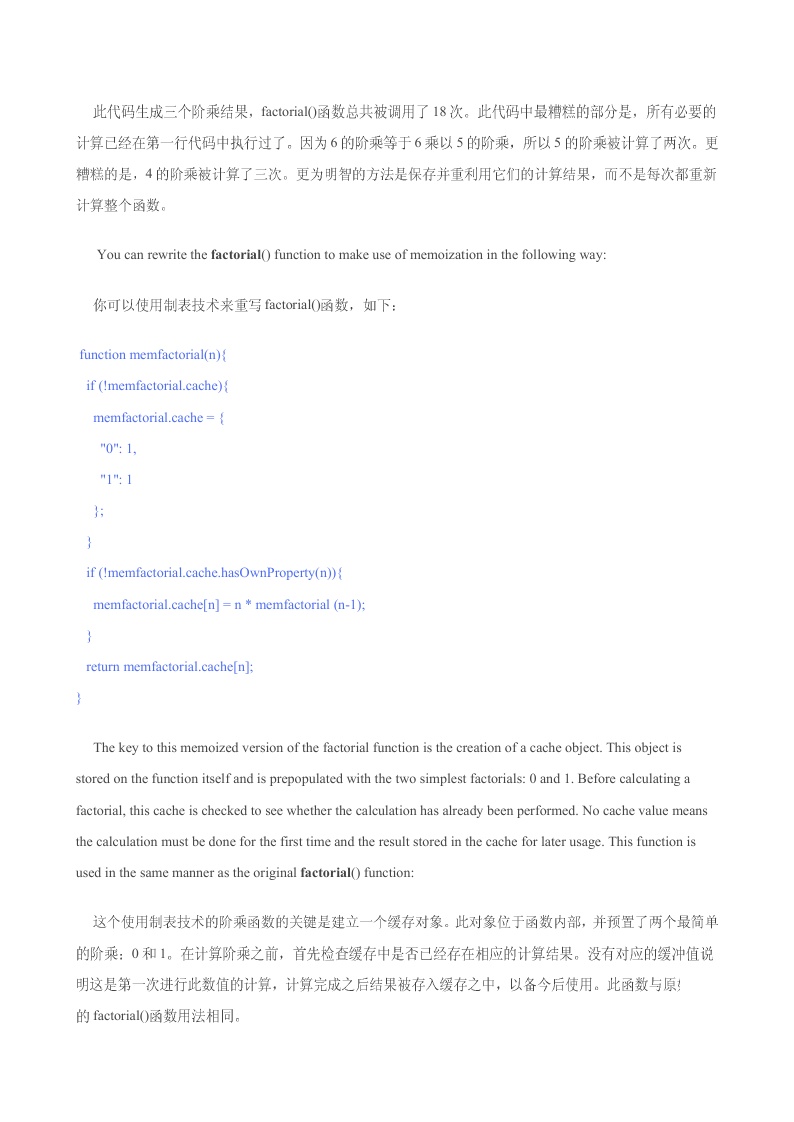 此代码生成三个阶乘结果，factorial()函数总共被调用了 18 次。此代码中最糟糕的部分是，所有必要的
计算已经在第一行代码中执行过了。因为 6 的阶乘等于 6 乘以 5 的阶乘，所以 5 的阶乘被计算了两次。更
糟糕的是，4 的阶乘被计算了三次。更为明智的方法是保存并重利用它们的计算结果，而不是每次都重新
计算整个函数。
You can rewrite the factorial() function to make use of memoization in the following way:
你可以使用制表技术来重写 factorial()函数，如下：
function memfactorial(n){
if (!memfactorial.cache){
memfactorial.cache = {
"0": 1,
"1": 1
};
}
if (!memfactorial.cache.hasOwnProperty(n)){
memfactorial.cache[n] = n * memfactorial (n-1);
}
return memfactorial.cache[n];
}
The key to this memoized version of the factorial function is the creation of a cache object. This object is
stored on the function itself and is prepopulated with the two simplest factorials: 0 and 1. Before calculating a
factorial, this cache is checked to see whether the calculation has already been performed. No cache value means
the calculation must be done for the first time and the result stored in the cache for later usage. This function is
used in the same manner as the original factorial() function:
这个使用制表技术的阶乘函数的关键是建立一个缓存对象。此对象位于函数内部，并预置了两个最简单
的阶乘：0 和 1。在计算阶乘之前，首先检查缓存中是否已经存在相应的计算结果。没有对应的缓冲值说
明这是第一次进行此数值的计算，计算完成之后结果被存入缓存之中，以备今后使用。此函数与原
的 factorial()函数用法相同。